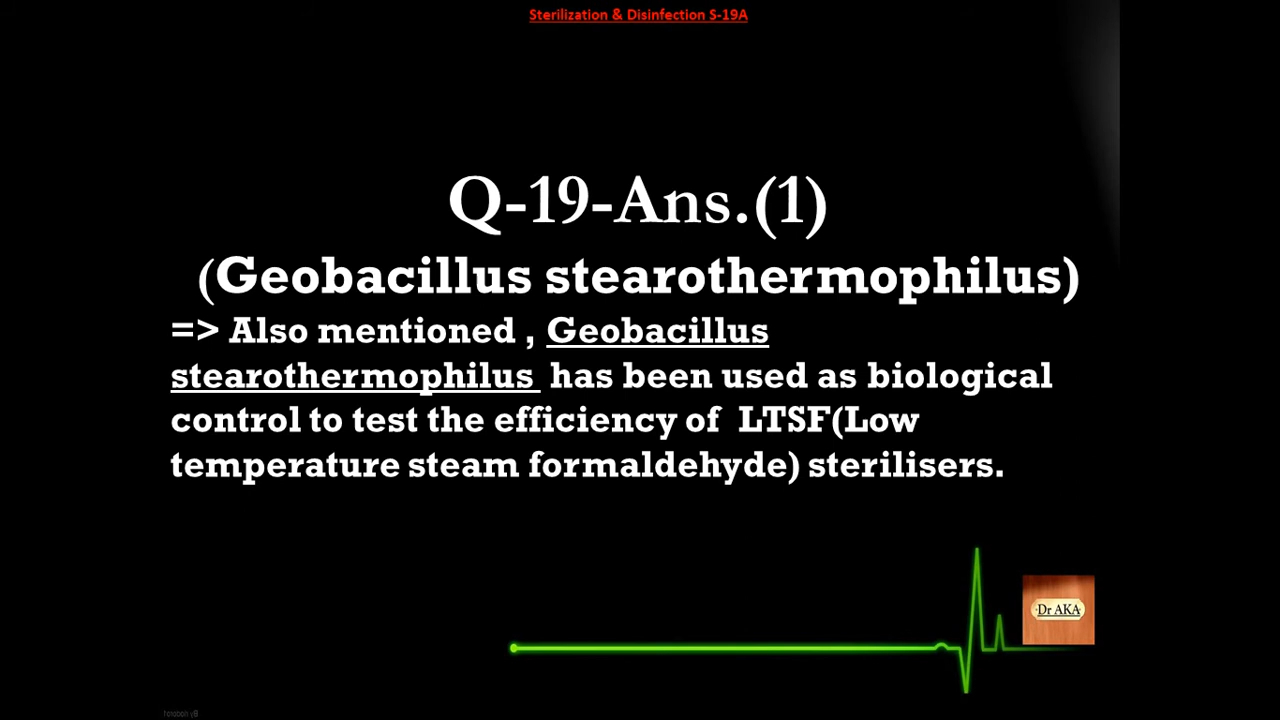 Sterilization & Disinfection S-19A
Q-19-Ans.(1)
(Geobacillus stearothermophilus)
=> Also mentioned , Geobacillus
stearothermophilus has been used as biological
control to test the efficiency of LTSF(Low
temperature steam formaldehyde) sterilisers.
Dr AKA